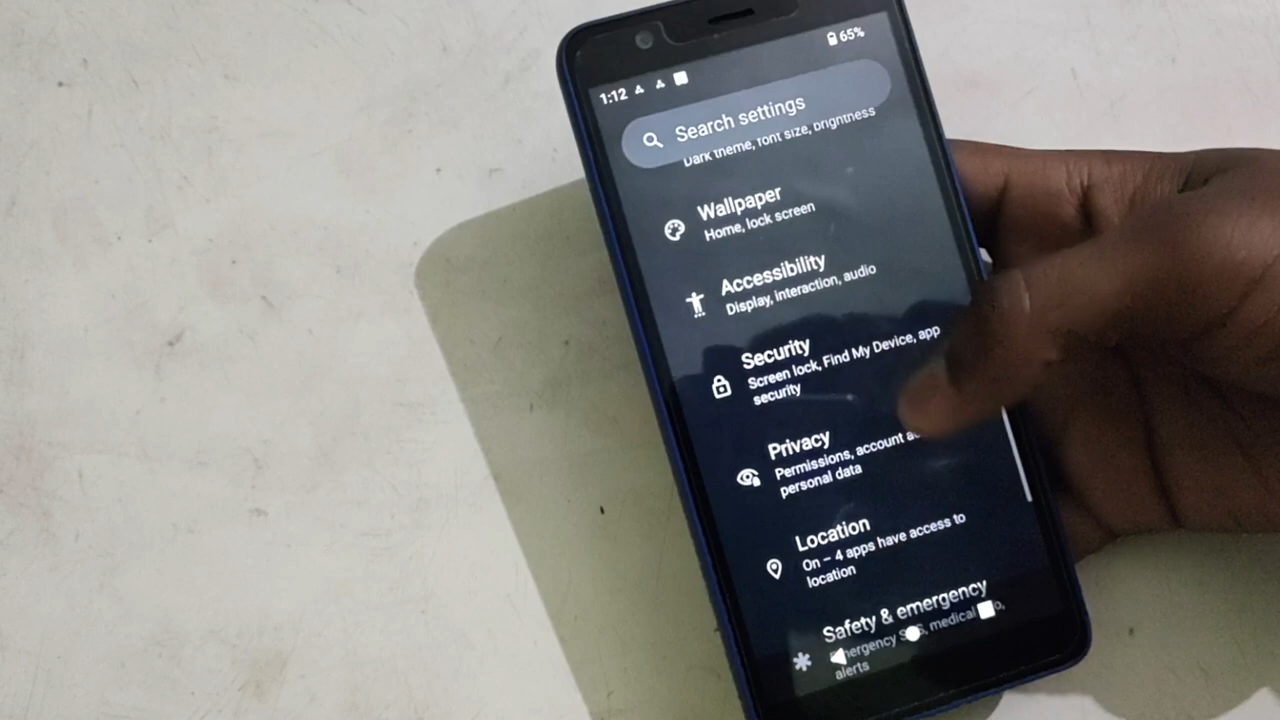 65%
1:12
Search settings
Dark theme, font size, brightness
Wallpaper
Home, lock screen
Accessibility
Display, interaction, audio
Security
Screen lock, Find My Device, app
security
Privacy
Permissions, account
personal data
Location
On – 4 apps have access to
location
Safety & emergency
medical
alerts